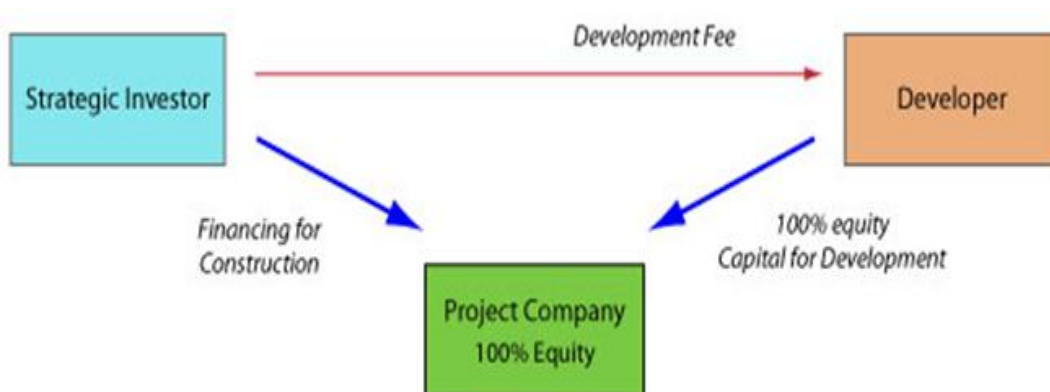 Development Fee
Strategic Investor
Developer
Financing for
Construction
100% equity
Capital for Development
Project Company
100% Equity